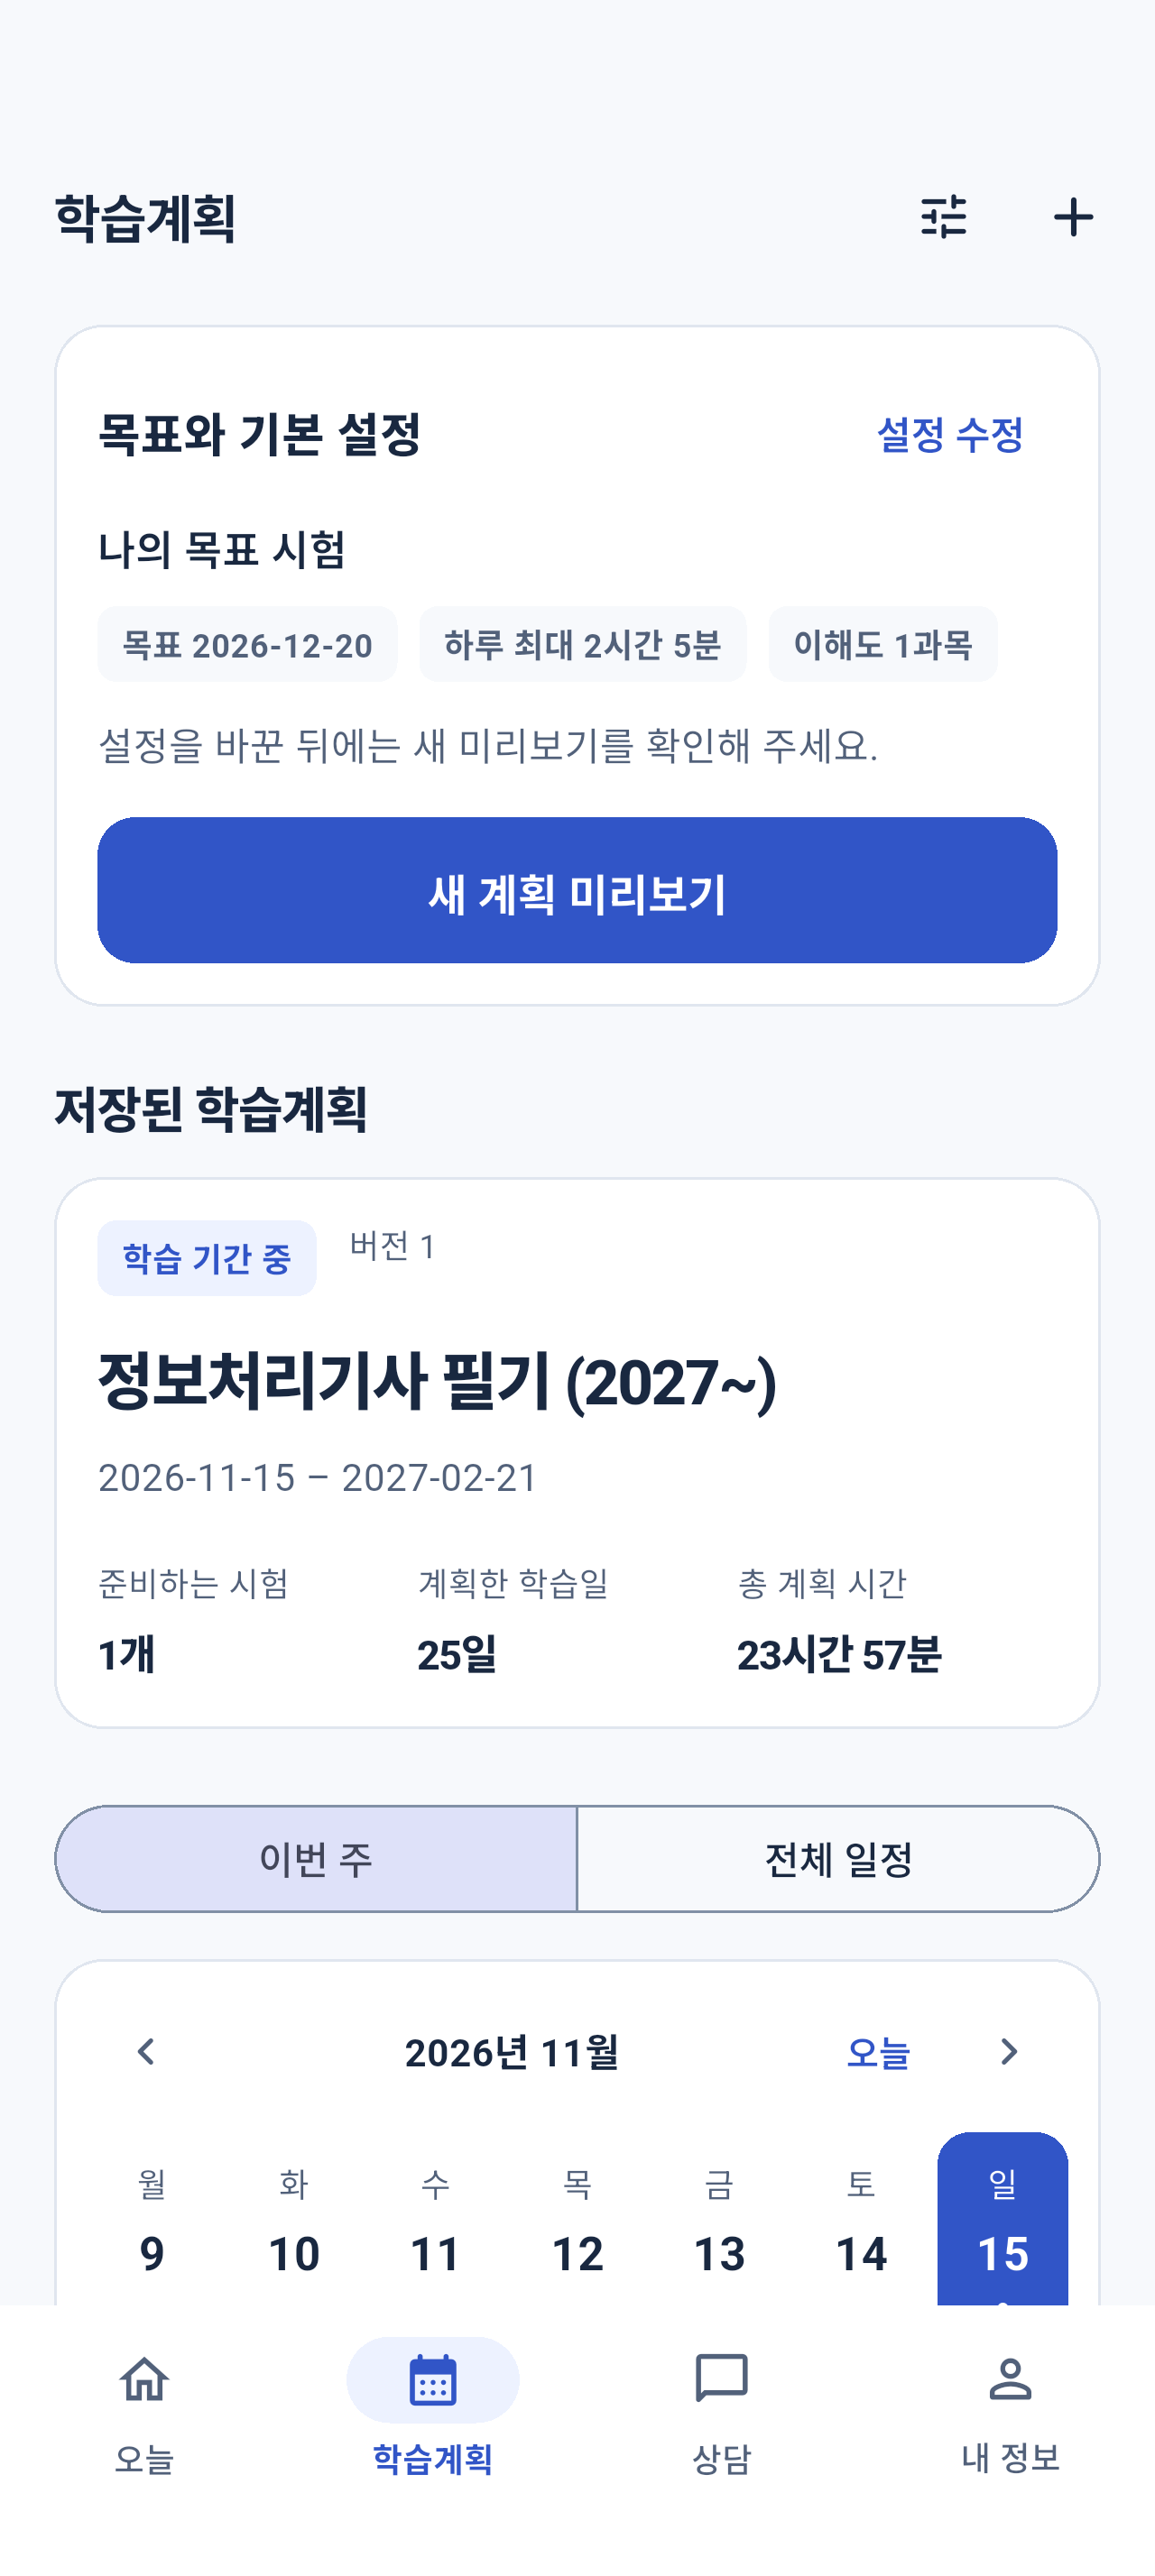 학습계획
목표와 기본 설정
설정 수정
나의 목표 시험
목표 2026-12-20
하루 최대 2시간 5분
이해도 1과목
설정을 바꾼 뒤에는 새 미리보기를 확인해 주세요.
새 계획 미리보기
저장된 학습계획
학습 기간 중
버전 1
정보처리기사 필기 (2027~)
2026-11-15 – 2027-02-21
준비하는 시험
계획한 학습일
총 계획 시간
1개
25일
23시간 57분
이번 주
전체 일정
2026년 11월
오늘
월 화 수 목 금 토 일
9 10 11 12 13 14 15
오늘
학습계획
상담
내 정보